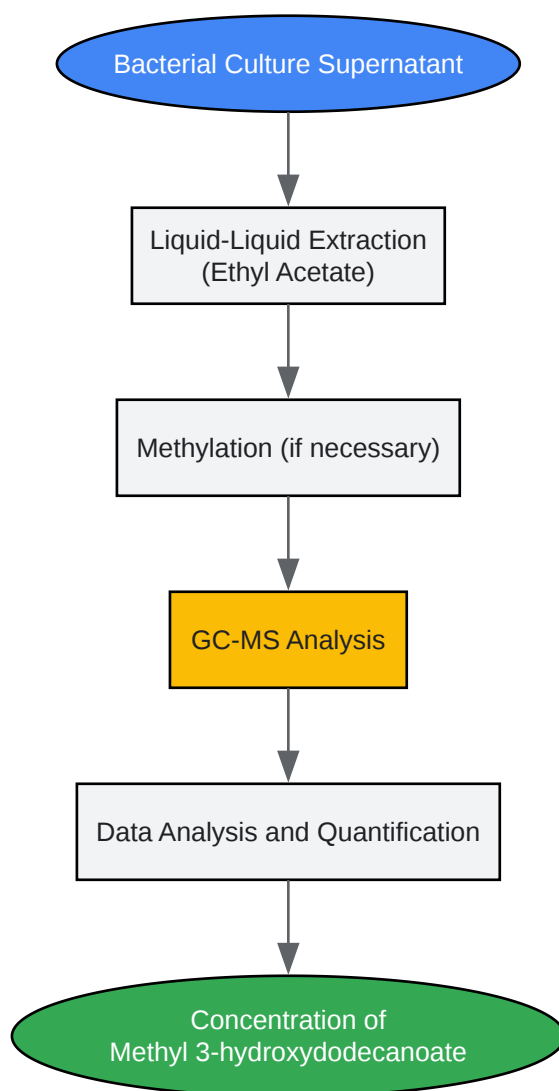 Bacterial Culture Supernatant
Liquid-Liquid Extraction
(Ethyl Acetate)
Methylation (if necessary)
GC-MS Analysis
Data Analysis and Quantification
Concentration of
Methyl 3-hydroxydodecanoate